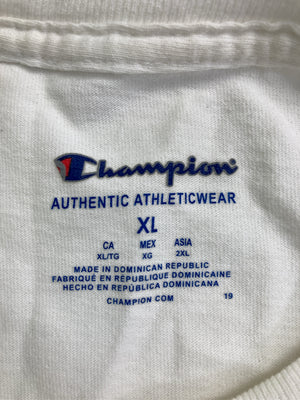 Champion
AUTHENTIC ATHLETICWEAR
XL
CA MEX ASIA
XL/TG XG 2XL
MADE IN DOMINICAN REPUBLIC
FABRIQUÉ EN RÉPUBLIQUE DOMINICAINE
HECHO EN REPÚBLICA DOMINICANA
CHAMPION COM 19